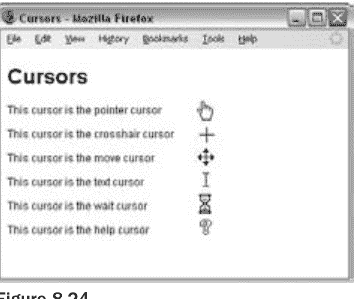 Cursors - Mozilla Firefox
File Edit View History Bookmarks Tools Help
Cursors
This cursor is the pointer cursor
This cursor is the crosshair cursor
This cursor is the move cursor
This cursor is the text cursor
This cursor is the wait cursor
This cursor is the help cursor
Figure 8-24